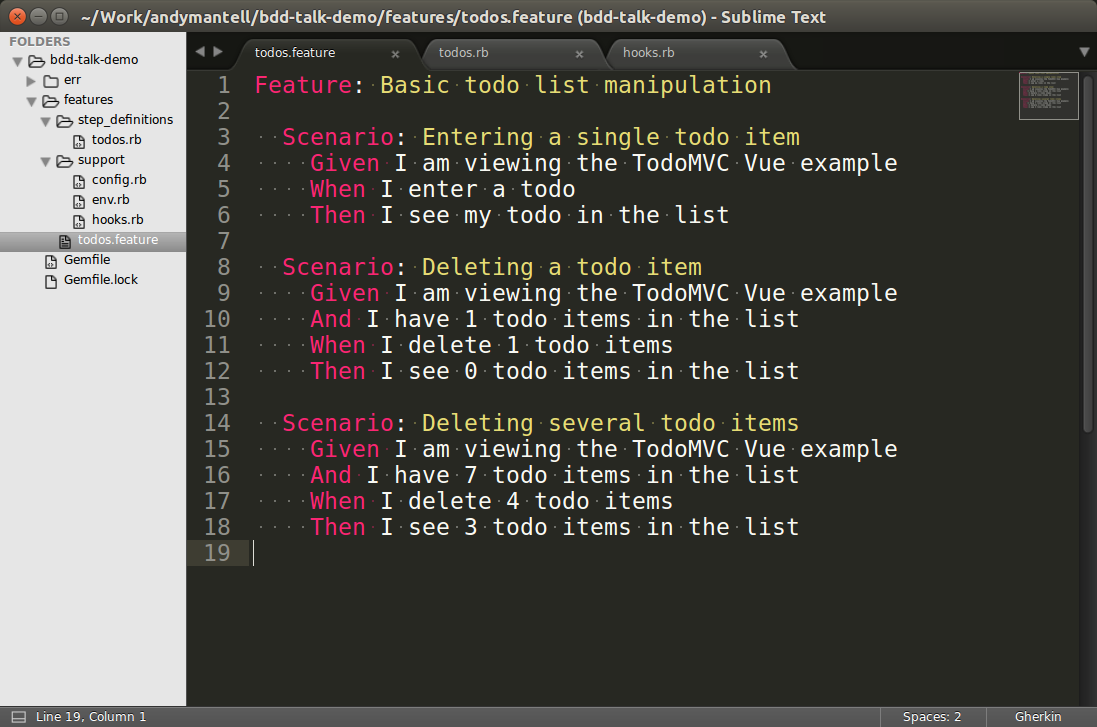 ~/Work/andymantell/bdd-talk-demo/features/todos.feature (bdd-talk-demo) - Sublime Text
FOLDERS
bdd-talk-demo
err
features
step_definitions
todos.rb
support
config.rb
env.rb
hooks.rb
todos.feature
Gemfile
Gemfile.lock
todos.feature × todos.rb × hooks.rb ×
1 Feature: Basic todo list manipulation
2
3 Scenario: Entering a single todo item
4 Given I am viewing the TodoMVC Vue example
5 When I enter a todo
6 Then I see my todo in the list
7
8 Scenario: Deleting a todo item
9 Given I am viewing the TodoMVC Vue example
10 And I have 1 todo items in the list
11 When I delete 1 todo items
12 Then I see 0 todo items in the list
13
14 Scenario: Deleting several todo items
15 Given I am viewing the TodoMVC Vue example
16 And I have 7 todo items in the list
17 When I delete 4 todo items
18 Then I see 3 todo items in the list
19
Line 19, Column 1 Spaces: 2 Gherkin